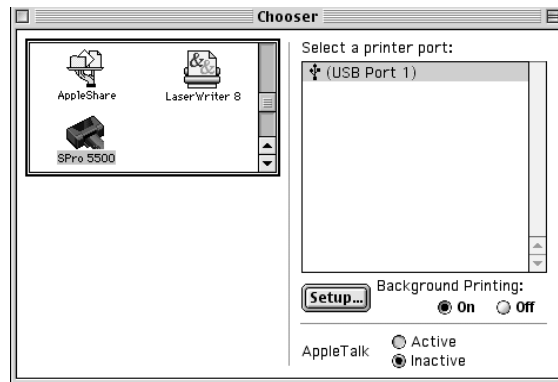 Chooser
AppleShare
LaserWriter 8
SPro 5500
Select a printer port:
(USB Port 1)
Setup...
Background Printing:
On Off
AppleTalk
Active
Inactive